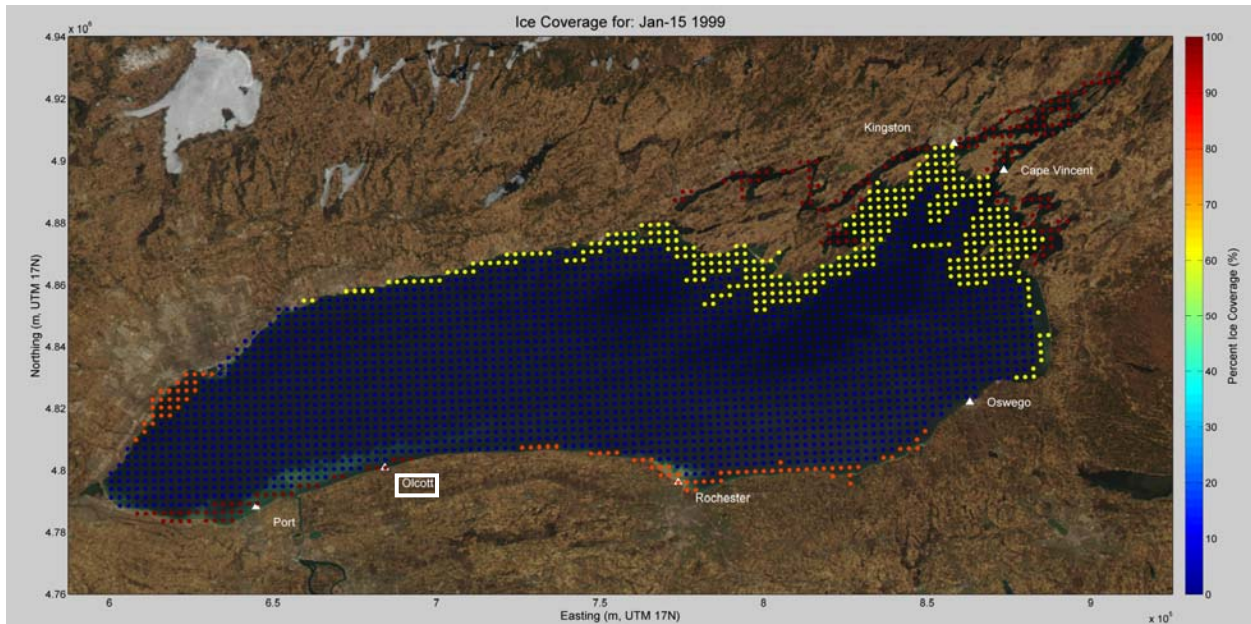 Ice Coverage for: Jan-15 1999
x 10⁶
4.94
4.92
4.9
4.88
4.86
4.84
4.82
4.8
4.78
4.76
Northing (m, UTM 17N)
Kingston
Cape Vincent
Oswego
Rochester
Olcott
Port
6
6.5
7
7.5
8
8.5
9
x 10⁵
Easting (m, UTM 17N)
100
90
80
70
60
50
40
30
20
10
0
Percent Ice Coverage (%)